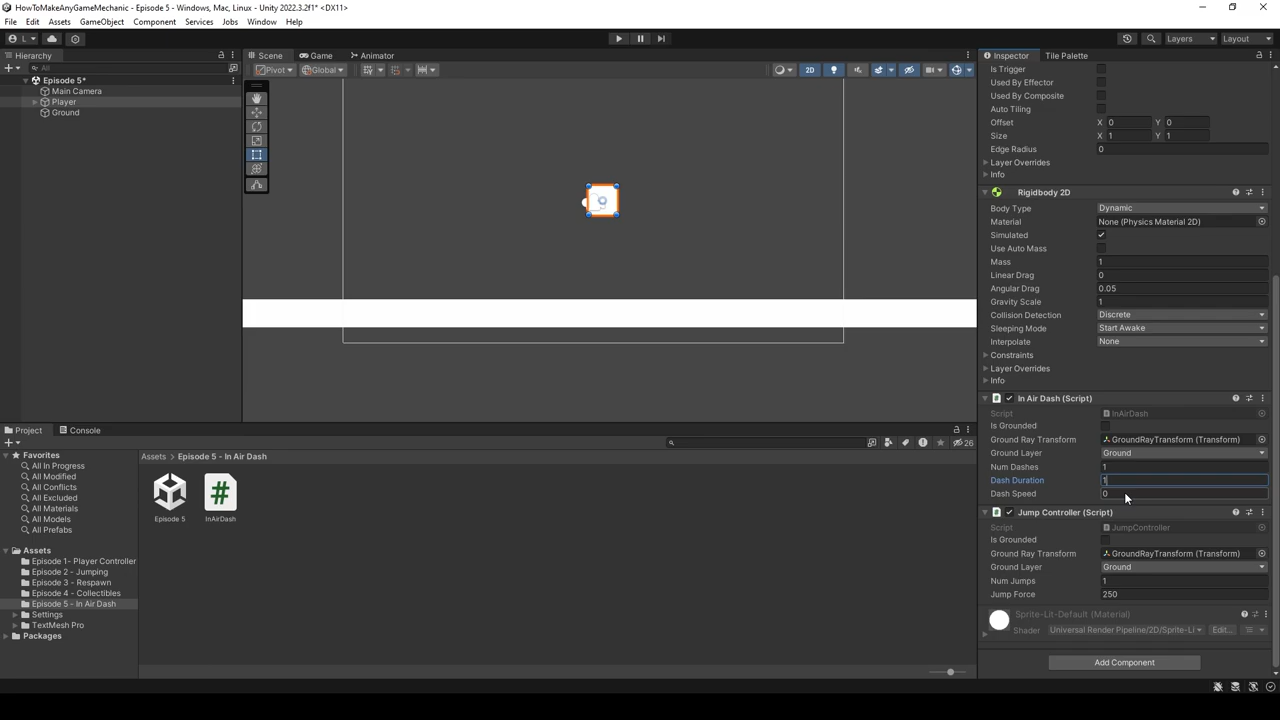 HowToMakeAnyGameMechanic - Episode 5 - Windows, Mac, Linux - Unity 2022.3.2f1* <DX11>
File Edit Assets GameObject Component Services Jobs Window Help
L Layers Layout
Hierarchy Scene Game Animator Inspector Tile Palette
All Pivot Global 2D Is Trigger
Episode 5* Used By Effector
Main Camera Used By Composite
Player Auto Tiling
Ground Offset X 0 Y 0
Size X 1 Y 1
Edge Radius 0
Layer Overrides
Info
Rigidbody 2D
Body Type Dynamic
Material None (Physics Material 2D)
Simulated
Use Auto Mass
Mass 1
Linear Drag 0
Angular Drag 0.05
Gravity Scale 1
Collision Detection Discrete
Sleeping Mode Start Awake
Interpolate None
Constraints
Layer Overrides
Info
In Air Dash (Script)
Script InAirDash
Is Grounded
Ground Ray Transform GroundRayTransform (Transform)
Ground Layer Ground
Num Dashes 1
Dash Duration 1
Dash Speed 0
Jump Controller (Script)
Script JumpController
Is Grounded
Ground Ray Transform GroundRayTransform (Transform)
Ground Layer Ground
Num Jumps 1
Jump Force 250
Sprite-Lit-Default (Material)
Shader Universal Render Pipeline/2D/Sprite-Li Edit...
Add Component
Project Console
26
Favorites
All In Progress
All Modified
All Conflicts
All Excluded
All Materials
All Models
All Prefabs
Assets
Episode 1- Player Controller
Episode 2 - Jumping
Episode 3 - Respawn
Episode 4 - Collectibles
Episode 5 - In Air Dash
Settings
TextMesh Pro
Packages
Assets > Episode 5 - In Air Dash
Episode 5 InAirDash